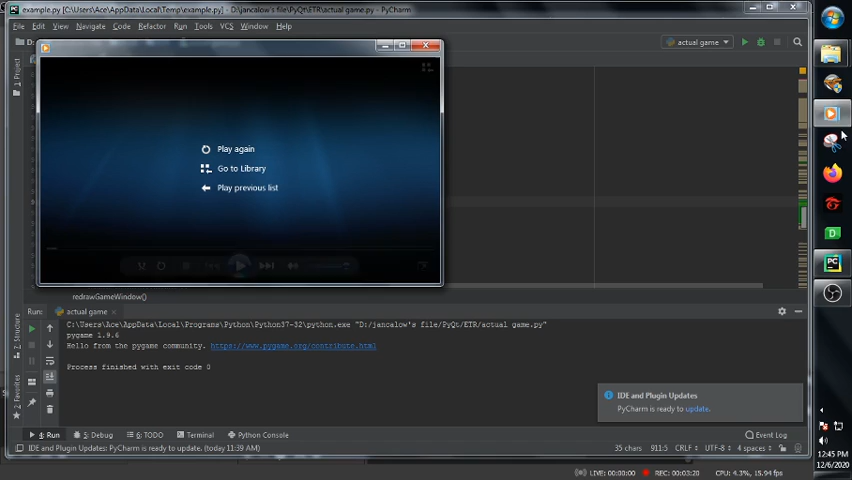 example.py [C:\Users\Ace\AppData\Local\Temp\example.py] - D:\jancalow's file\PyQt\ETR\actual game.py - PyCharm
File Edit View Navigate Code Refactor Run Tools VCS Window Help
D:
actual game
1: Project
Play again
Go to Library
Play previous list
redrawGameWindow()
Run: actual game
C:\Users\Ace\AppData\Local\Programs\Python\Python37-32\python.exe "D:/jancalow's file/PyQt/ETR/actual game.py"
pygame 1.9.6
Hello from the pygame community. https://www.pygame.org/contribute.html
Process finished with exit code 0
7: Structure
2: Favorites
IDE and Plugin Updates
PyCharm is ready to update.
4: Run 5: Debug 6: TODO Terminal Python Console Event Log
IDE and Plugin Updates: PyCharm is ready to update. (today 11:39 AM) 35 chars 911:5 CRLF UTF-8 4 spaces
12:45 PM
12/6/2020
LIVE: 00:00:00 REC: 00:03:20 CPU: 4.3%, 15.94 fps